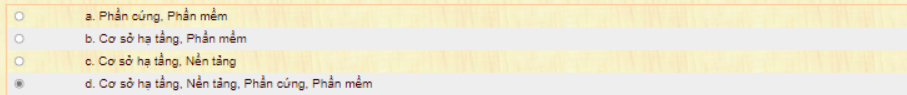 a. Phần cứng, Phần mềm
b. Cơ sở hạ tầng, Phần mềm
c. Cơ sở hạ tầng, Nền tảng
d. Cơ sở hạ tầng, Nền tảng, Phần cứng, Phần mềm